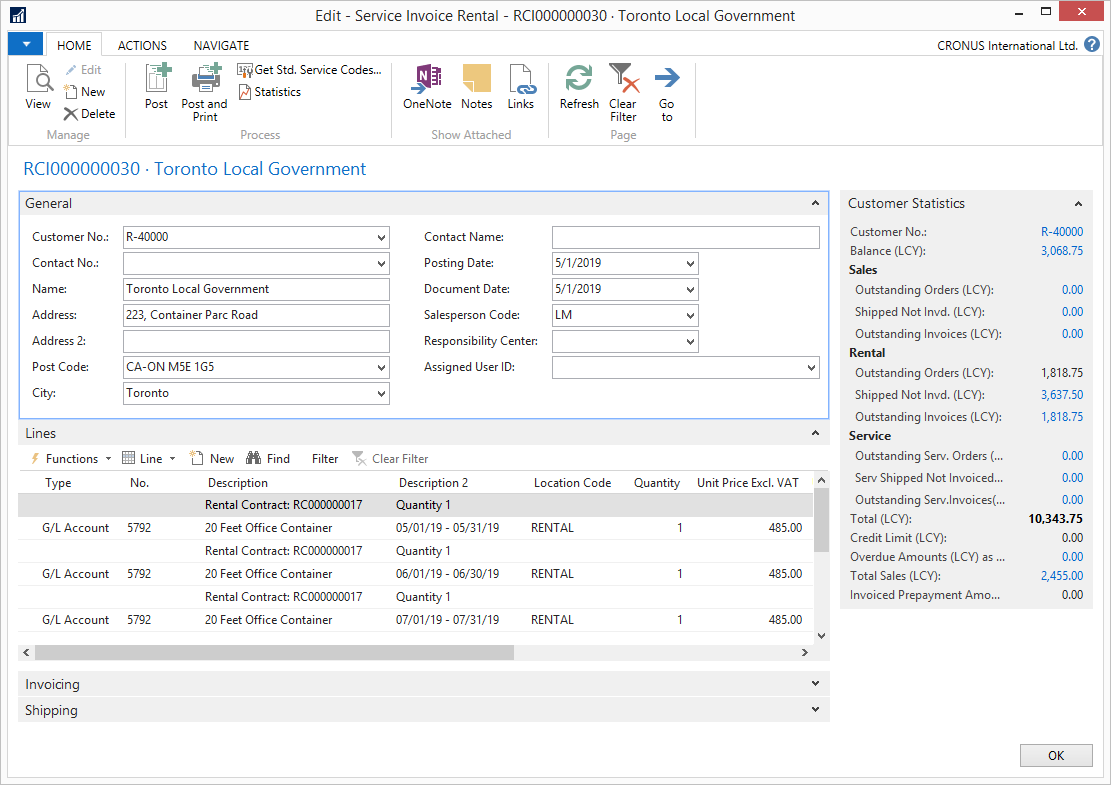 Edit - Service Invoice Rental - RCI000000030 · Toronto Local Government
HOME ACTIONS NAVIGATE CRONUS International Ltd. ?
View
Edit
New
Delete
Manage
Post
Post and Print
Get Std. Service Codes...
Statistics
Process
OneNote
Notes
Links
Show Attached
Refresh
Clear Filter
Go to
Page
RCI000000030 · Toronto Local Government
General
Customer No.: R-40000
Contact No.:
Name: Toronto Local Government
Address: 223, Container Parc Road
Address 2:
Post Code: CA-ON M5E 1G5
City: Toronto
Contact Name:
Posting Date: 5/1/2019
Document Date: 5/1/2019
Salesperson Code: LM
Responsibility Center:
Assigned User ID:
Lines
Functions Line New Find Filter Clear Filter
Type No. Description Description 2 Location Code Quantity Unit Price Excl. VAT
Rental Contract: RC000000017 Quantity 1
G/L Account 5792 20 Feet Office Container 05/01/19 - 05/31/19 RENTAL 1 485.00
Rental Contract: RC000000017 Quantity 1
G/L Account 5792 20 Feet Office Container 06/01/19 - 06/30/19 RENTAL 1 485.00
Rental Contract: RC000000017 Quantity 1
G/L Account 5792 20 Feet Office Container 07/01/19 - 07/31/19 RENTAL 1 485.00
Invoicing
Shipping
Customer Statistics
Customer No.: R-40000
Balance (LCY): 3,068.75
Sales
Outstanding Orders (LCY): 0.00
Shipped Not Invd. (LCY): 0.00
Outstanding Invoices (LCY): 0.00
Rental
Outstanding Orders (LCY): 1,818.75
Shipped Not Invd. (LCY): 3,637.50
Outstanding Invoices (LCY): 1,818.75
Service
Outstanding Serv. Orders (... 0.00
Serv Shipped Not Invoiced... 0.00
Outstanding Serv.Invoices(... 0.00
Total (LCY): 10,343.75
Credit Limit (LCY): 0.00
Overdue Amounts (LCY) as ... 0.00
Total Sales (LCY): 2,455.00
Invoiced Prepayment Amo... 0.00
OK